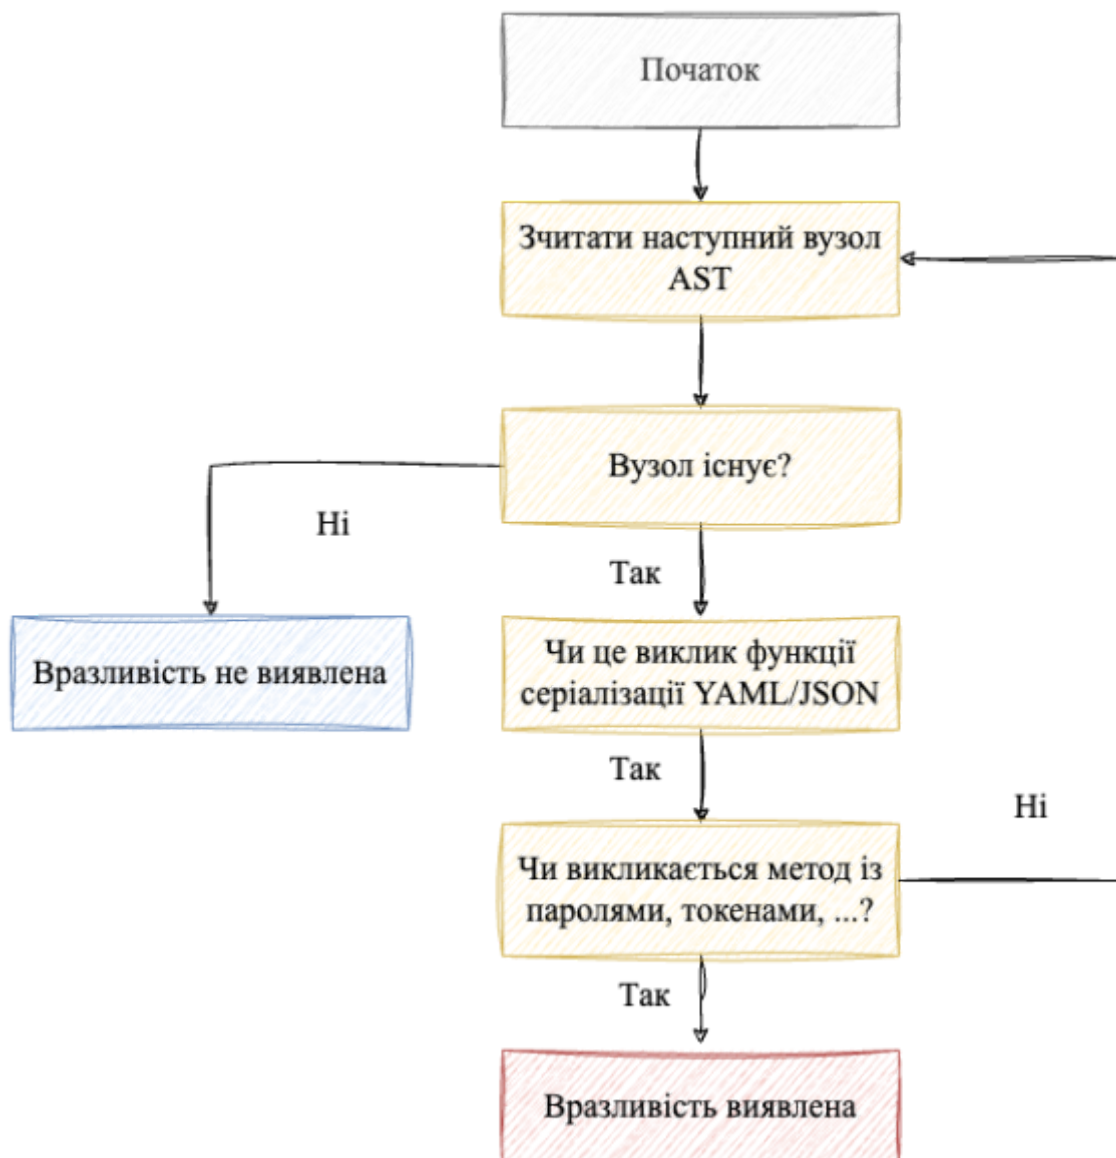 Початок
Зчитати наступний вузол
AST
Вузол існує?
Ні
Так
Вразливість не виявлена
Чи це виклик функції
серіалізації YAML/JSON
Так
Ні
Чи викликається метод із
паролями, токенами, ...?
Так
Вразливість виявлена